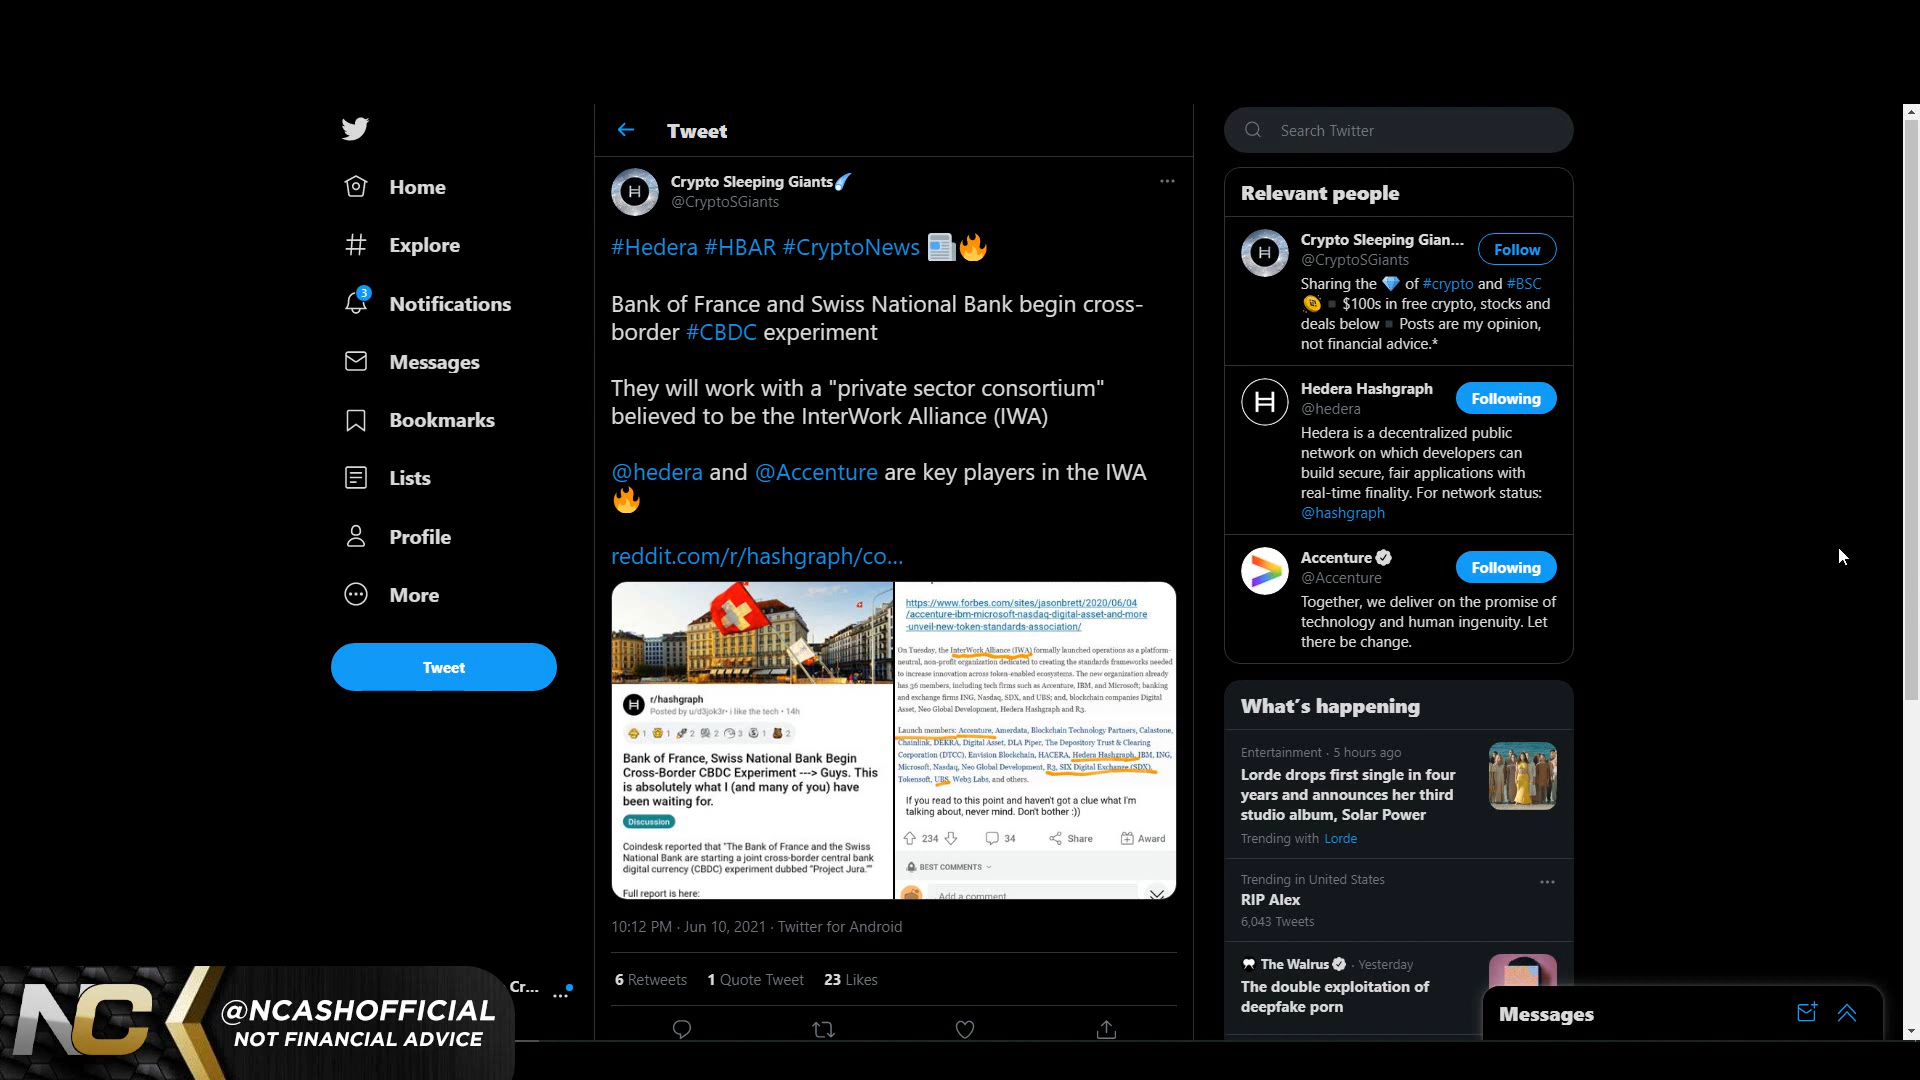 Home
Explore
3
Notifications
Messages
Bookmarks
Lists
Profile
More
Tweet
Cr...
Tweet
Crypto Sleeping Giants
@CryptoSGiants
#Hedera #HBAR #CryptoNews
Bank of France and Swiss National Bank begin cross-
border #CBDC experiment
They will work with a "private sector consortium"
believed to be the InterWork Alliance (IWA)
@hedera and @Accenture are key players in the IWA
reddit.com/r/hashgraph/co...
r/hashgraph
Posted by u/d3jok3r • i like the tech • 14h
1 1 2 2 3 1 2
Bank of France, Swiss National Bank Begin
Cross-Border CBDC Experiment ---> Guys. This
is absolutely what I (and many of you) have
been waiting for.
Discussion
Coindesk reported that "The Bank of France and the Swiss
National Bank are starting a joint cross-border central bank
digital currency (CBDC) experiment dubbed "Project Jura.""
Full report is here:
https://www.forbes.com/sites/jasonbrett/2020/06/04
/accenture-ibm-microsoft-nasdaq-digital-asset-and-more
-unveil-new-token-standards-association/
On Tuesday, the InterWork Alliance (IWA) formally launched operations as a platform-
neutral, non-profit organization dedicated to creating the standards frameworks needed
to increase innovation across token-enabled ecosystems. The new organization already
has 36 members, including tech firms such as Accenture, IBM, and Microsoft; banking
and exchange firms ING, Nasdaq, SDX, and UBS; and, blockchain companies Digital
Asset, Neo Global Development, Hedera Hashgraph and R3.
Launch members: Accenture, Amerdata, Blockchain Technology Partners, Calastone,
Chainlink, DEKRA, Digital Asset, DLA Piper, The Depository Trust & Clearing
Corporation (DTCC), Envision Blockchain, HACERA, Hedera Hashgraph, IBM, ING,
Microsoft, Nasdaq, Neo Global Development, R3, SIX Digital Exchange (SDX),
Tokensoft, UBS, Web3 Labs, and others.
If you read to this point and haven't got a clue what I'm
talking about, never mind. Don't bother :))
234 34 Share Award
BEST COMMENTS
Add a comment
10:12 PM · Jun 10, 2021 · Twitter for Android
6 Retweets 1 Quote Tweet 23 Likes
Search Twitter
Relevant people
Crypto Sleeping Gian...
Follow
@CryptoSGiants
Sharing the of #crypto and #BSC
$100s in free crypto, stocks and
deals below Posts are my opinion,
not financial advice.*
Hedera Hashgraph
Following
@hedera
Hedera is a decentralized public
network on which developers can
build secure, fair applications with
real-time finality. For network status:
@hashgraph
Accenture
Following
@Accenture
Together, we deliver on the promise of
technology and human ingenuity. Let
there be change.
What's happening
Entertainment · 5 hours ago
Lorde drops first single in four
years and announces her third
studio album, Solar Power
Trending with Lorde
Trending in United States
RIP Alex
6,043 Tweets
The Walrus · Yesterday
The double exploitation of
deepfake porn
Messages
NC
@NCASHOFFICIAL
NOT FINANCIAL ADVICE